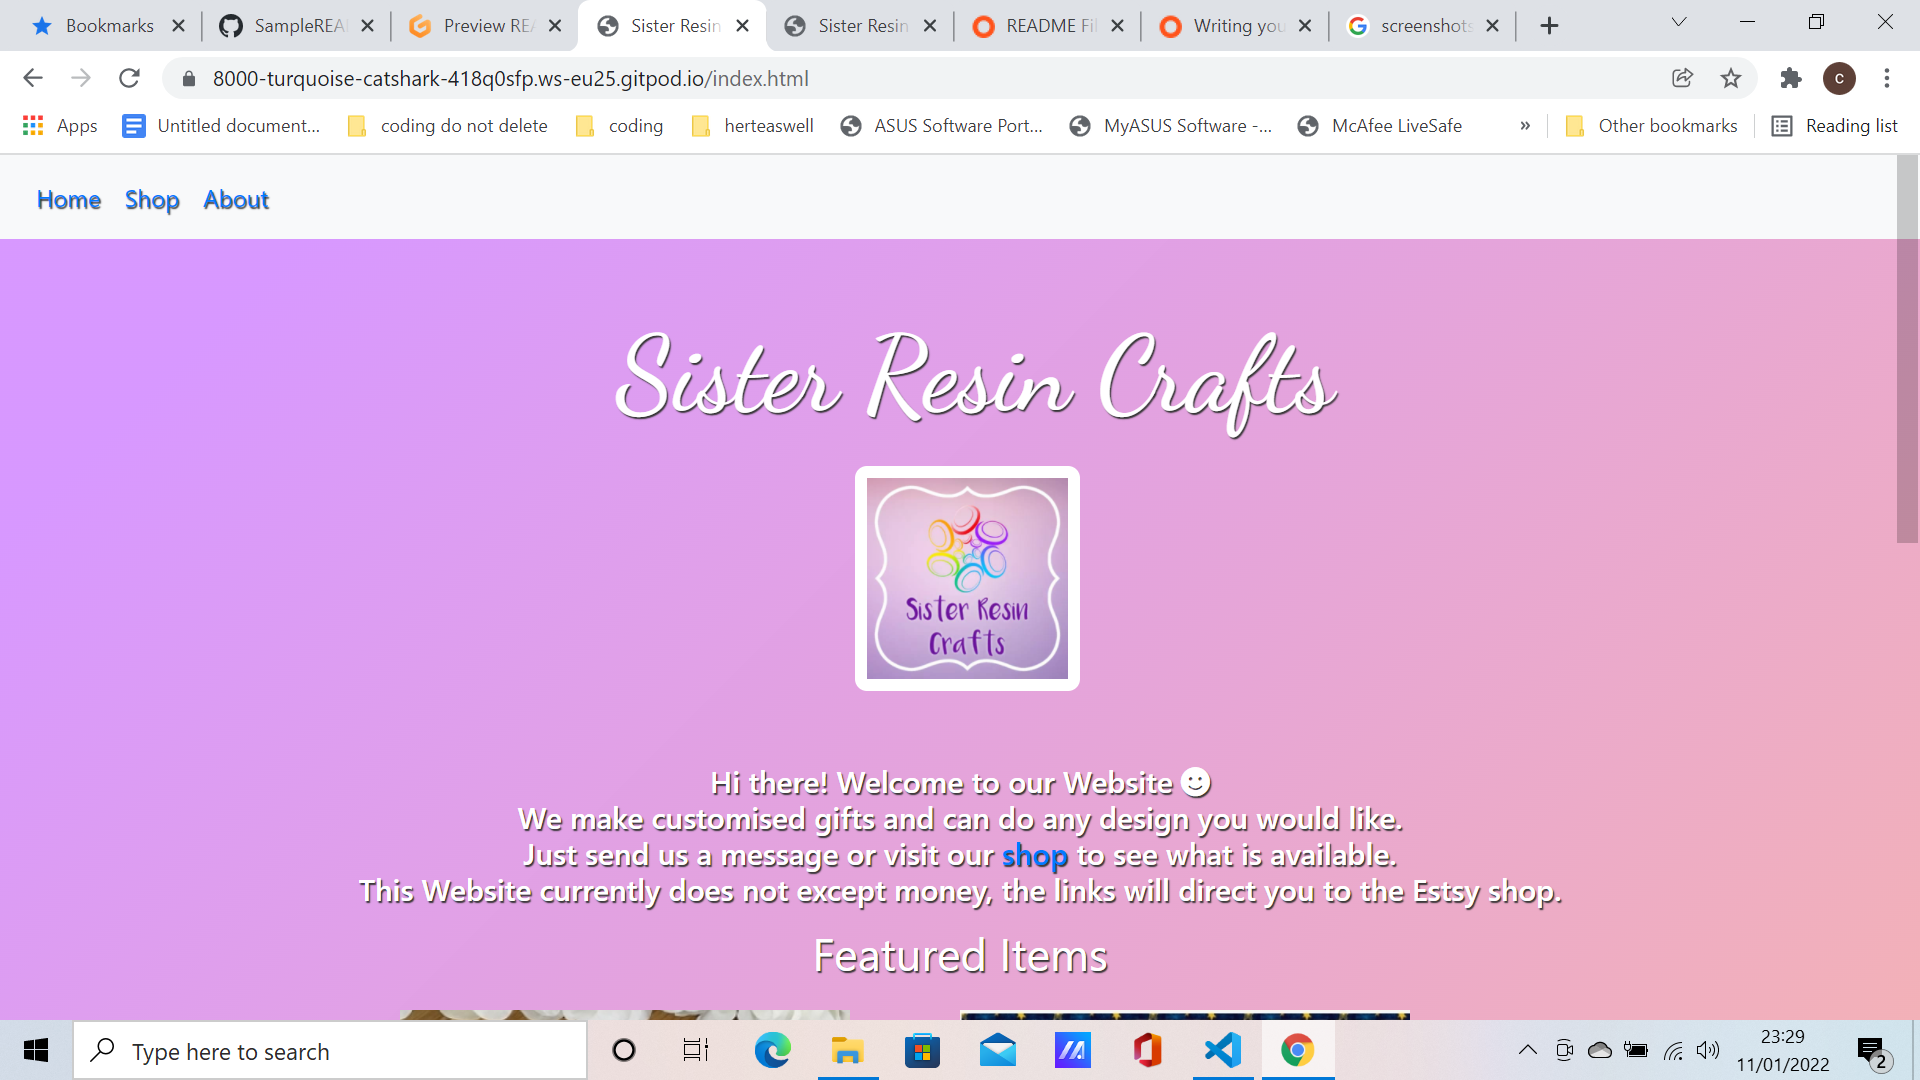 Bookmarks
SampleREA
Preview REA
Sister Resin
Sister Resin
README Fil
Writing you
screenshots
8000-turquoise-catshark-418q0sfp.ws-eu25.gitpod.io/index.html
c
Apps
Untitled document...
coding do not delete
coding
herteaswell
ASUS Software Port...
MyASUS Software -...
McAfee LiveSafe
»
Other bookmarks
Reading list
Home Shop About
Sister Resin Crafts
Sister Resin
Crafts
Hi there! Welcome to our Website
We make customised gifts and can do any design you would like.
Just send us a message or visit our shop to see what is available.
This Website currently does not except money, the links will direct you to the Estsy shop.
Featured Items
Type here to search
23:29
11/01/2022
2